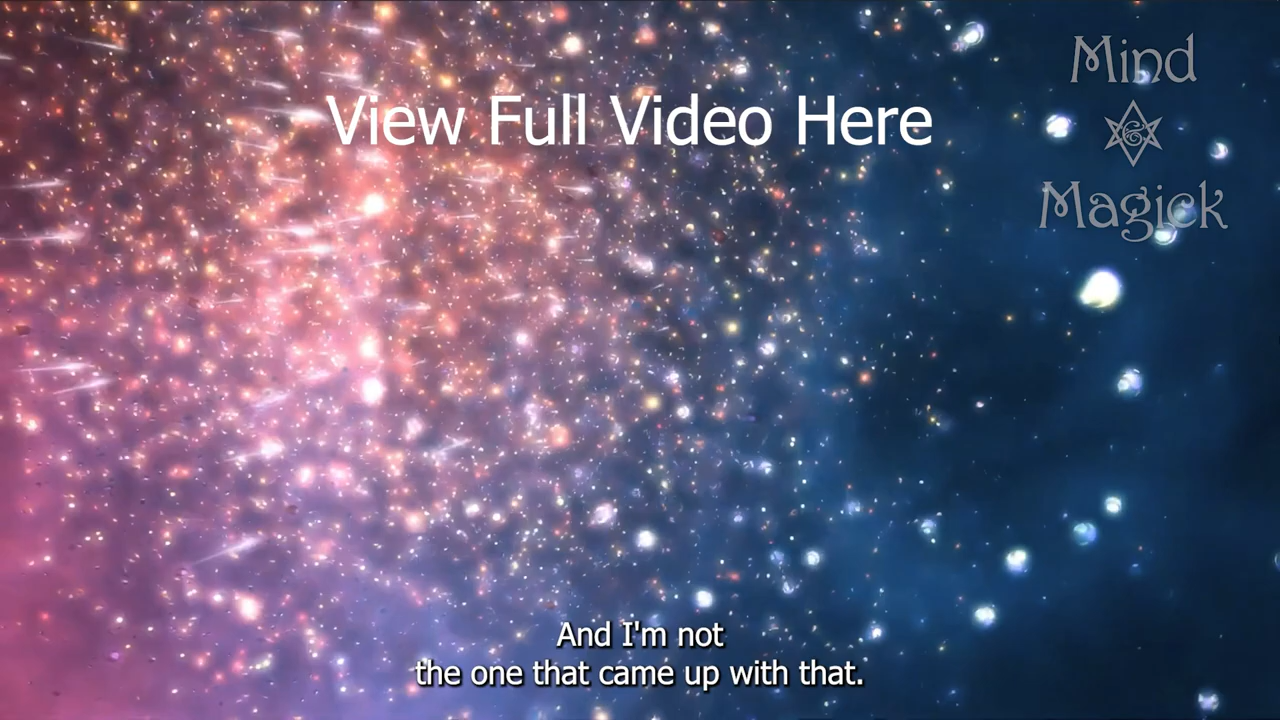 Mind
View Full Video Here
&
Magick
And I'm not
the one that came up with that.